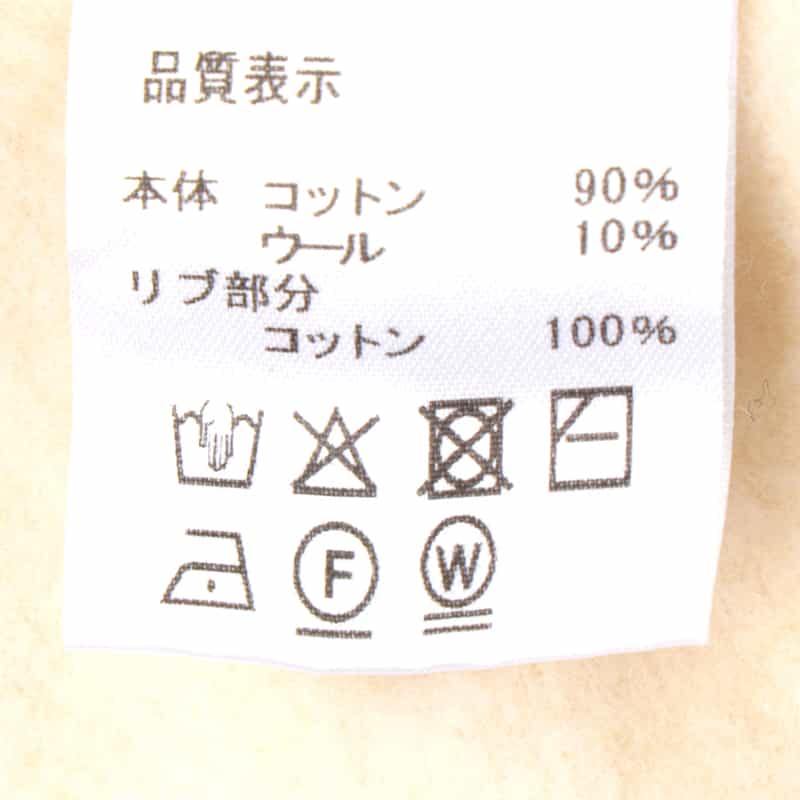 品質表示
本体 コットン 90%
ウール 10%
リブ部分
コットン 100%
F W